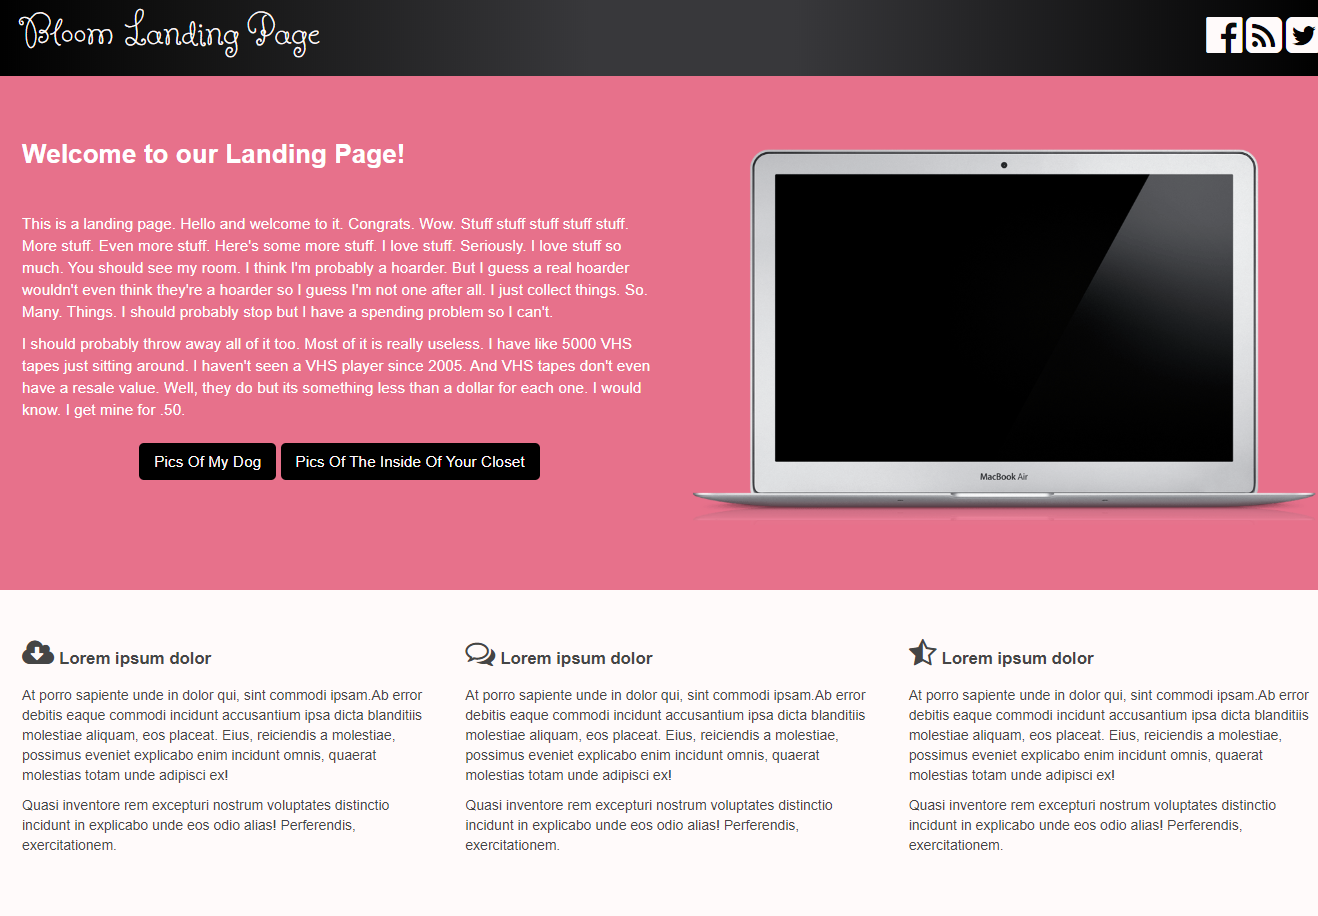 Bloom Landing Page
Welcome to our Landing Page!
This is a landing page. Hello and welcome to it. Congrats. Wow. Stuff stuff stuff stuff stuff.
More stuff. Even more stuff. Here's some more stuff. I love stuff. Seriously. I love stuff so
much. You should see my room. I think I'm probably a hoarder. But I guess a real hoarder
wouldn't even think they're a hoarder so I guess I'm not one after all. I just collect things. So.
Many. Things. I should probably stop but I have a spending problem so I can't.
I should probably throw away all of it too. Most of it is really useless. I have like 5000 VHS
tapes just sitting around. I haven't seen a VHS player since 2005. And VHS tapes don't even
have a resale value. Well, they do but its something less than a dollar for each one. I would
know. I get mine for .50.
Pics Of My Dog
Pics Of The Inside Of Your Closet
MacBook Air
Lorem ipsum dolor
At porro sapiente unde in dolor qui, sint commodi ipsam.Ab error
debitis eaque commodi incidunt accusantium ipsa dicta blanditiis
molestiae aliquam, eos placeat. Eius, reiciendis a molestiae,
possimus eveniet explicabo enim incidunt omnis, quaerat
molestias totam unde adipisci ex!
Quasi inventore rem excepturi nostrum voluptates distinctio
incidunt in explicabo unde eos odio alias! Perferendis,
exercitationem.
Lorem ipsum dolor
At porro sapiente unde in dolor qui, sint commodi ipsam.Ab error
debitis eaque commodi incidunt accusantium ipsa dicta blanditiis
molestiae aliquam, eos placeat. Eius, reiciendis a molestiae,
possimus eveniet explicabo enim incidunt omnis, quaerat
molestias totam unde adipisci ex!
Quasi inventore rem excepturi nostrum voluptates distinctio
incidunt in explicabo unde eos odio alias! Perferendis,
exercitationem.
Lorem ipsum dolor
At porro sapiente unde in dolor qui, sint commodi ipsam.Ab error
debitis eaque commodi incidunt accusantium ipsa dicta blanditiis
molestiae aliquam, eos placeat. Eius, reiciendis a molestiae,
possimus eveniet explicabo enim incidunt omnis, quaerat
molestias totam unde adipisci ex!
Quasi inventore rem excepturi nostrum voluptates distinctio
incidunt in explicabo unde eos odio alias! Perferendis,
exercitationem.